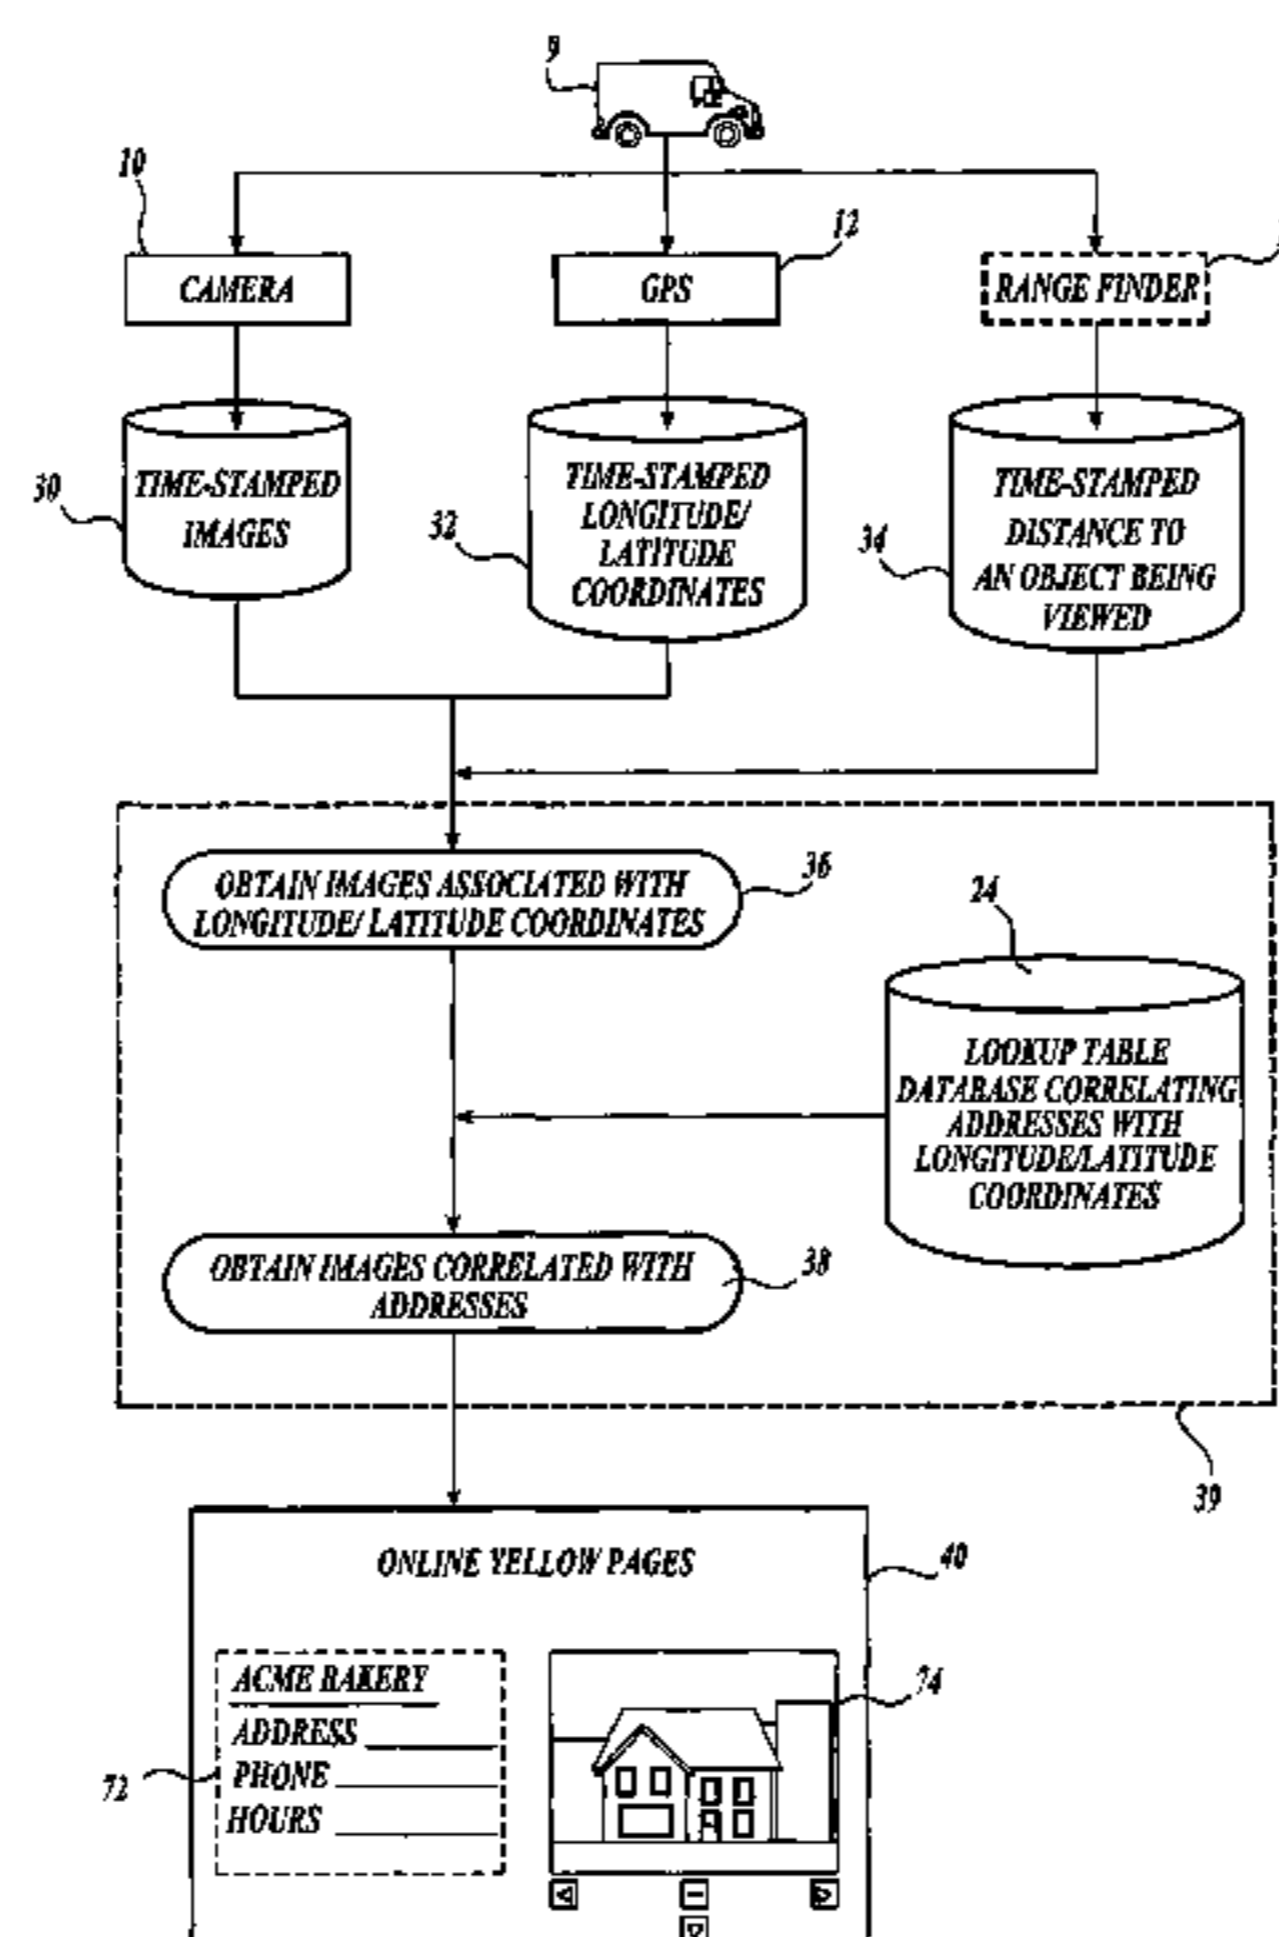 9
10
12
CAMERA
GPS
RANGE FINDER
30
TIME-STAMPED
IMAGES
32
TIME-STAMPED
LONGITUDE/
LATITUDE
COORDINATES
34
TIME-STAMPED
DISTANCE TO
AN OBJECT BEING
VIEWED
OBTAIN IMAGES ASSOCIATED WITH
LONGITUDE/ LATITUDE COORDINATES
36
24
LOOKUP TABLE
DATABASE CORRELATING
ADDRESSES WITH
LONGITUDE/LATITUDE
COORDINATES
OBTAIN IMAGES CORRELATED WITH
ADDRESSES
38
39
ONLINE YELLOW PAGES
40
ACME BAKERY
ADDRESS
PHONE
HOURS
72
74